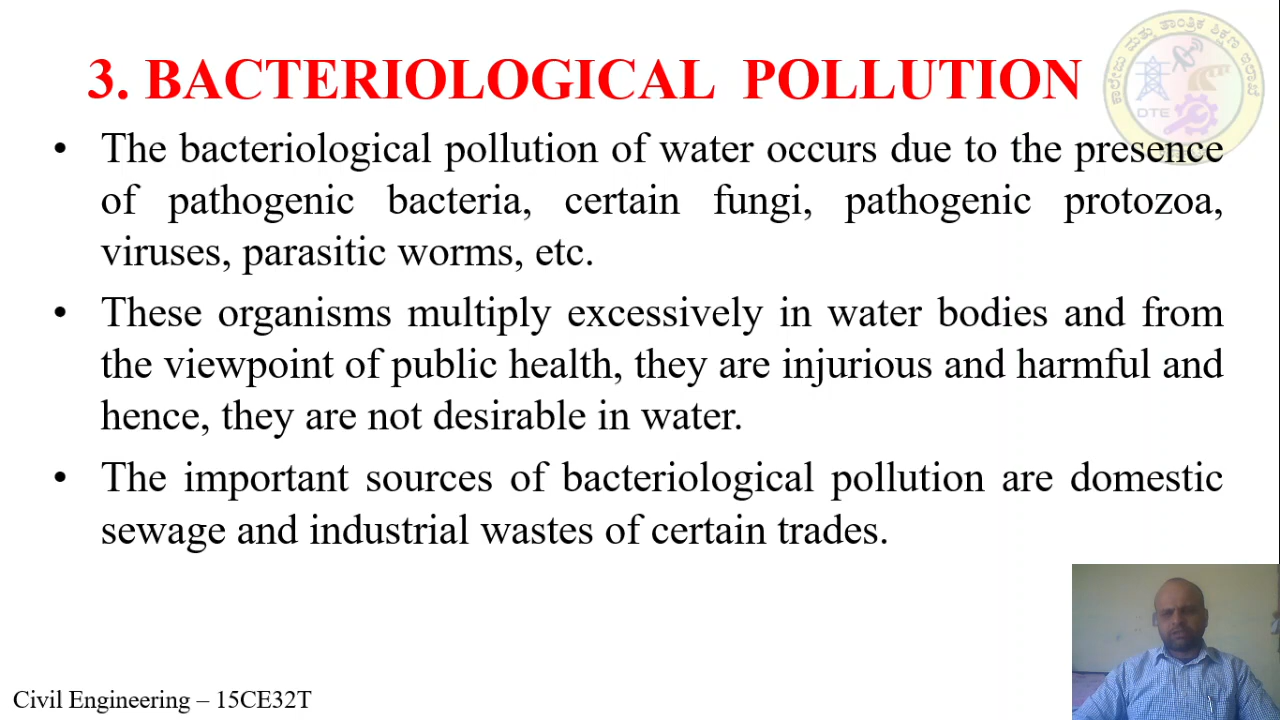 3. BACTERIOLOGICAL POLLUTION
• The bacteriological pollution of water occurs due to the presence
of pathogenic bacteria, certain fungi, pathogenic protozoa,
viruses, parasitic worms, etc.
• These organisms multiply excessively in water bodies and from
the viewpoint of public health, they are injurious and harmful and
hence, they are not desirable in water.
• The important sources of bacteriological pollution are domestic
sewage and industrial wastes of certain trades.
Civil Engineering – 15CE32T
ಕಾಲೇಜು ಮತ್ತು ತಾಂತ್ರಿಕ ಶಿಕ್ಷಣ ಇಲಾಖೆ
DTE